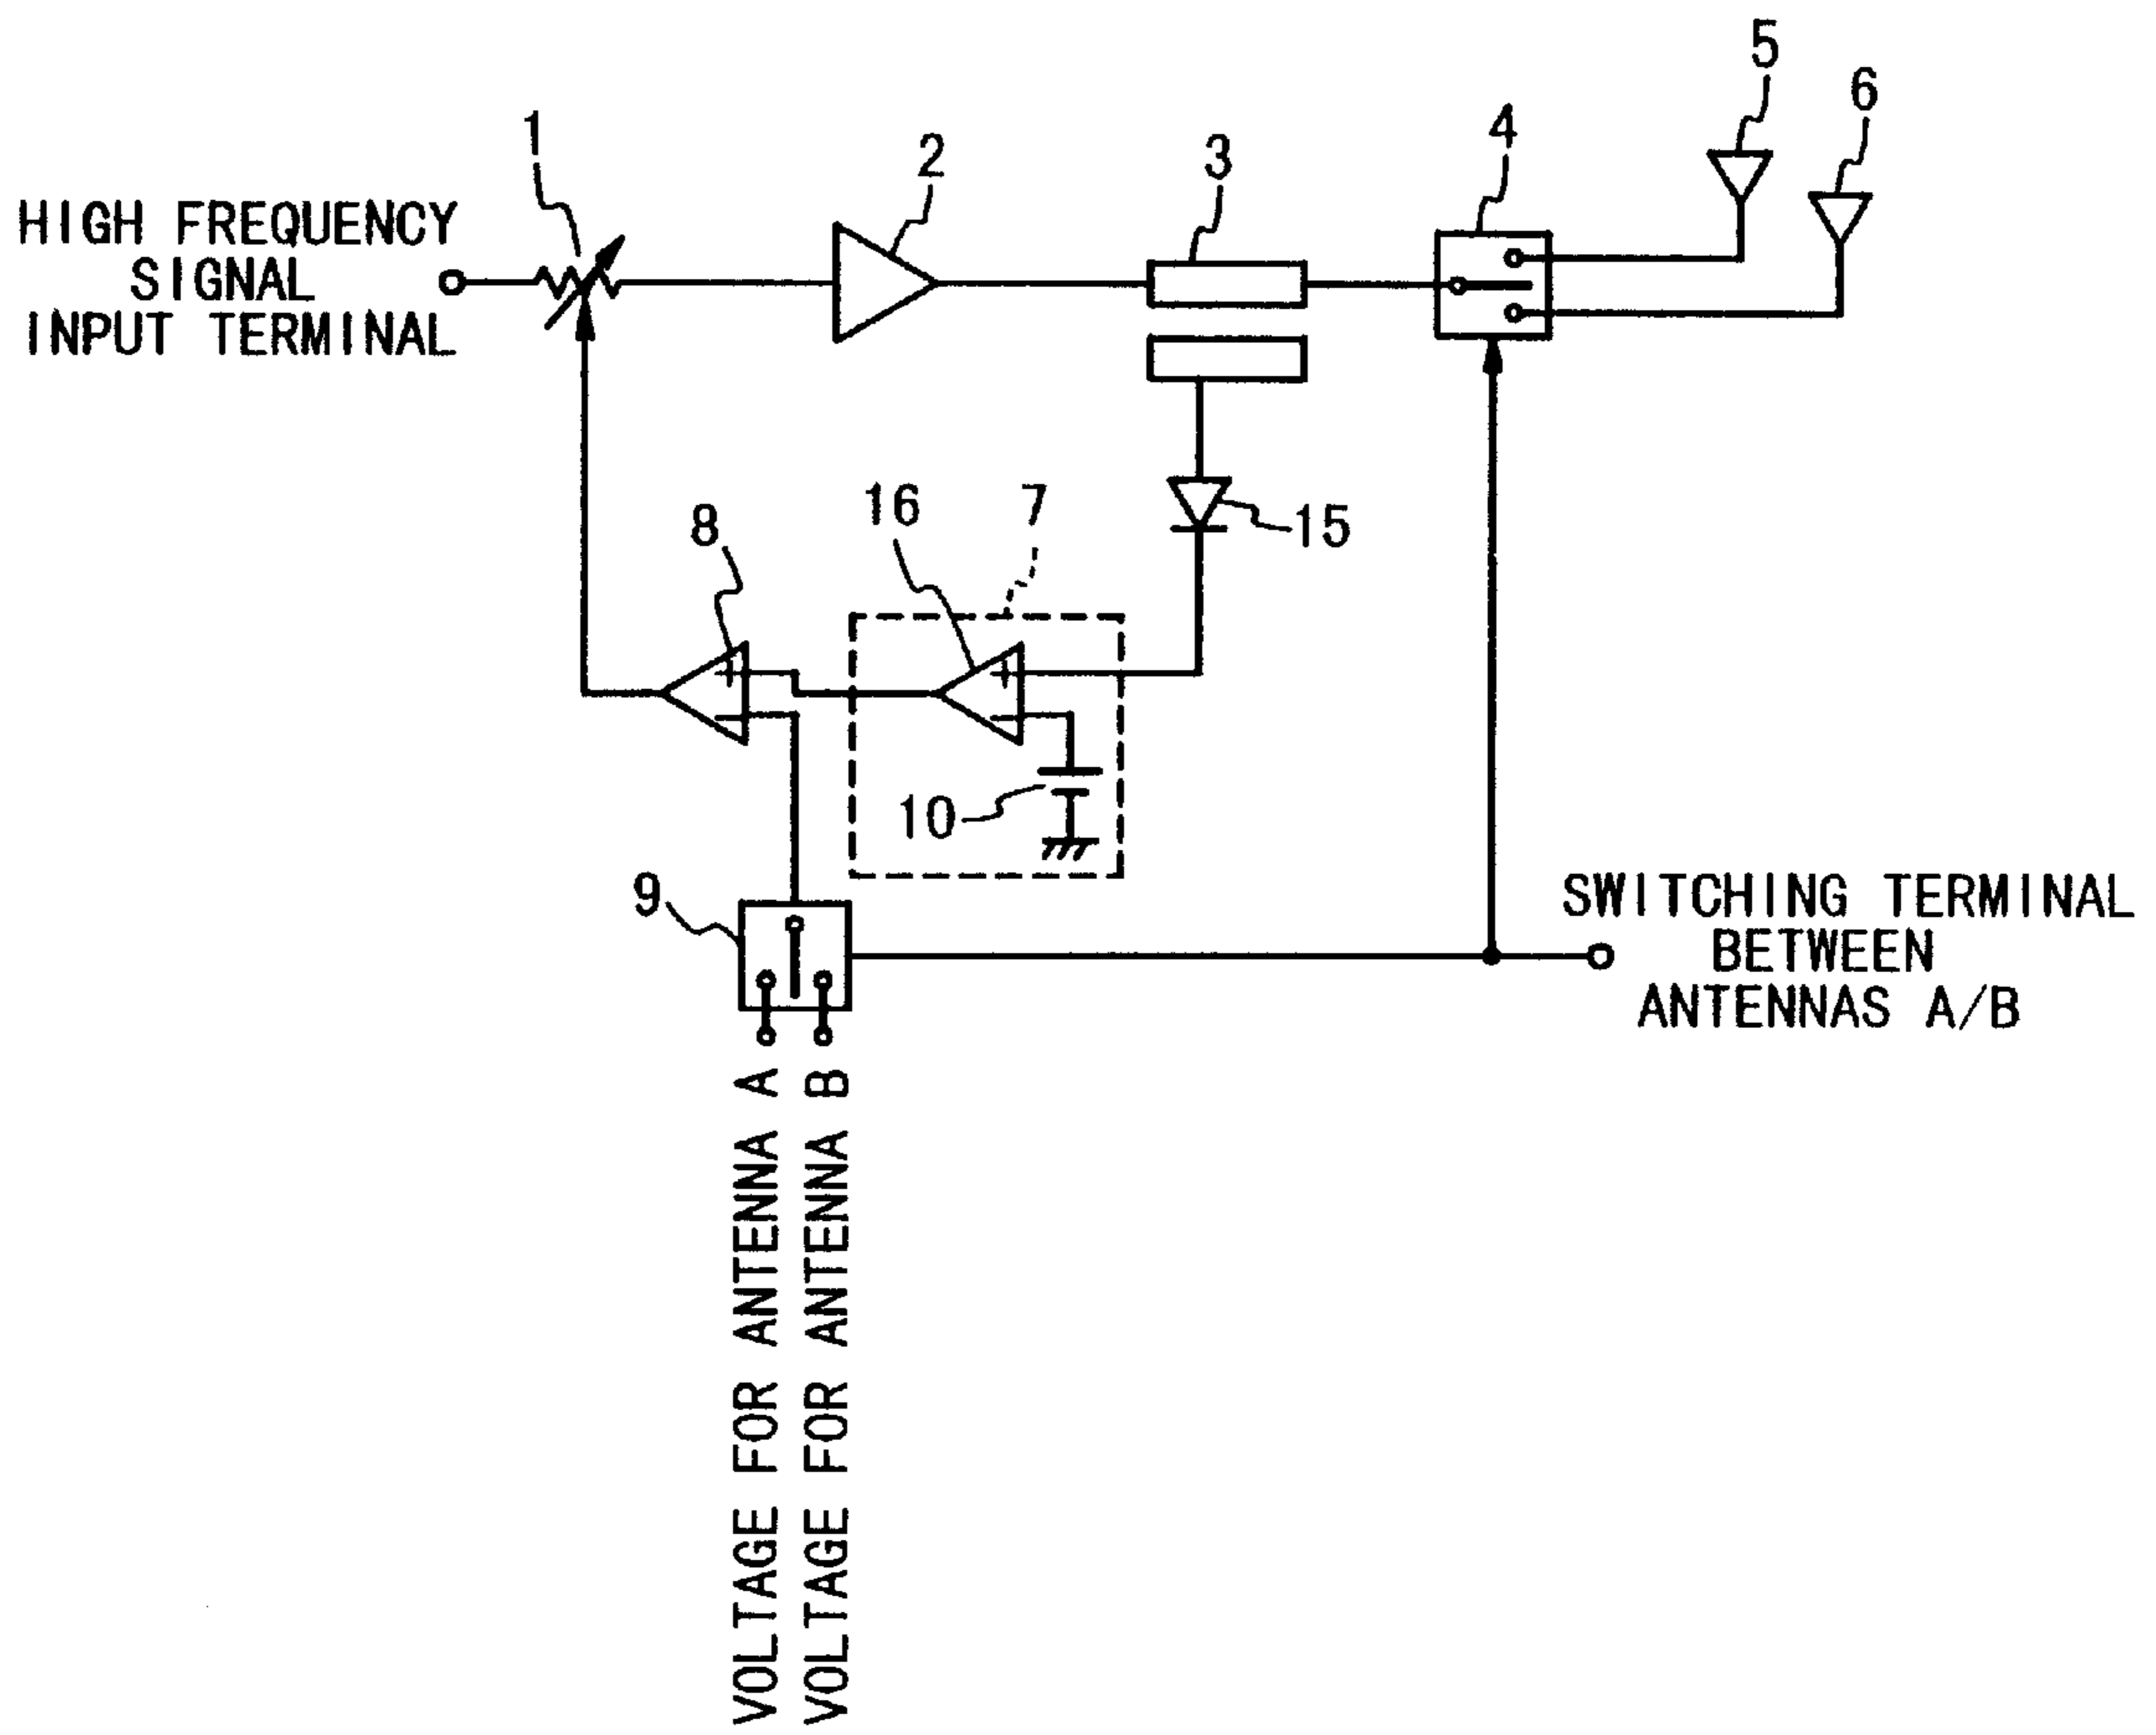 5
6
1
2
3
4
HIGH FREQUENCY
SIGNAL
INPUT TERMINAL
16
7
8
15
+
+
−
−
10
9
SWITCHING TERMINAL
BETWEEN
ANTENNAS A/B
VOLTAGE FOR ANTENNA A
VOLTAGE FOR ANTENNA B